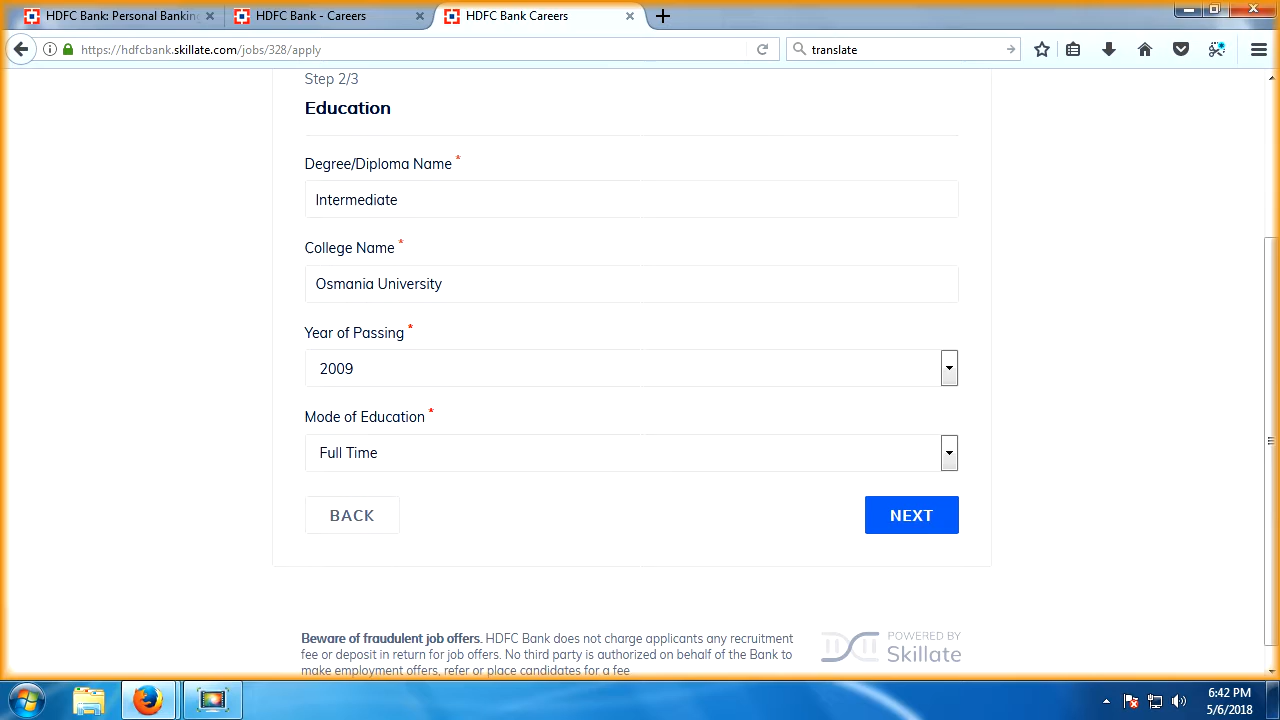 HDFC Bank: Personal Bankin
HDFC Bank - Careers
HDFC Bank Careers
https://hdfcbank.skillate.com/jobs/328/apply
translate
Step 2/3
Education
Degree/Diploma Name *
Intermediate
College Name *
Osmania University
Year of Passing *
2009
Mode of Education *
Full Time
BACK
NEXT
Beware of fraudulent job offers. HDFC Bank does not charge applicants any recruitment
fee or deposit in return for job offers. No third party is authorized on behalf of the Bank to
make employment offers, refer or place candidates for a fee
POWERED BY
Skillate
6:42 PM
5/6/2018